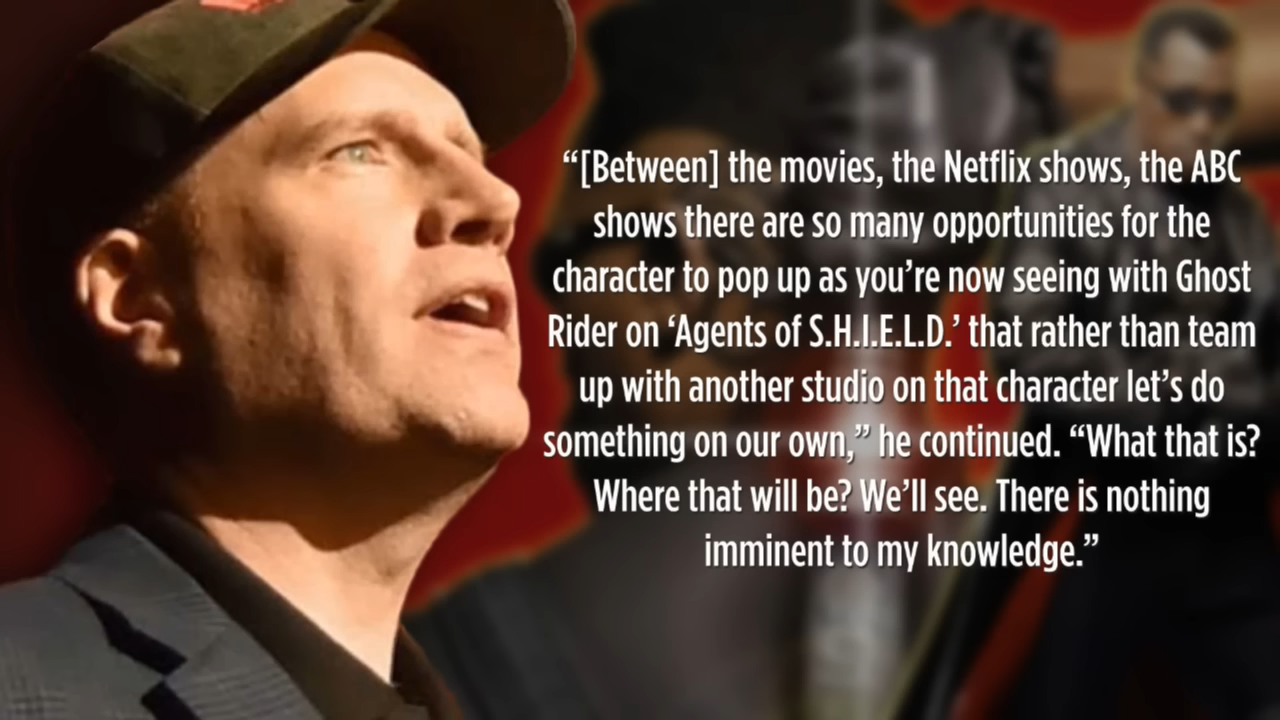 “[Between] the movies, the Netflix shows, the ABC
shows there are so many opportunities for the
character to pop up as you’re now seeing with Ghost
Rider on ‘Agents of S.H.I.E.L.D.’ that rather than team
up with another studio on that character let’s do
something on our own,” he continued. “What that is?
Where that will be? We’ll see. There is nothing
imminent to my knowledge.”